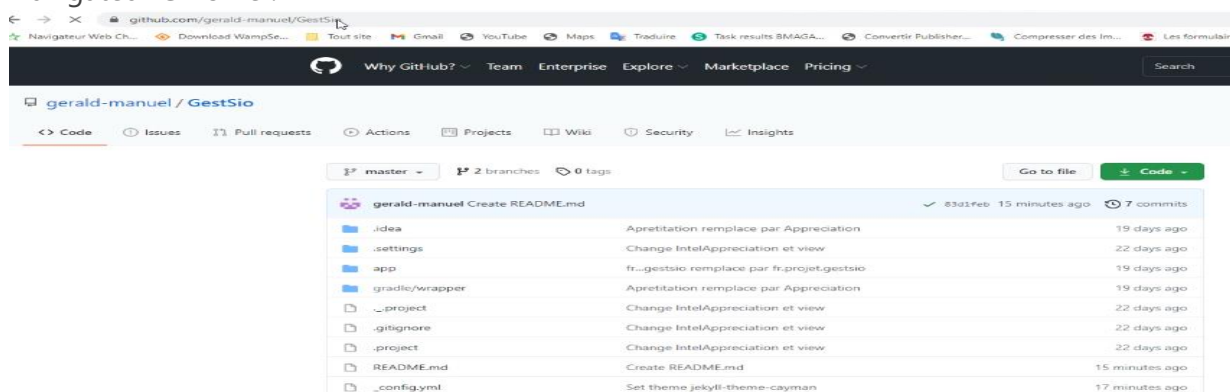 github.com/gerald-manuel/GestSio
Navigateur Web Ch... Download WampSe... Tout site Gmail YouTube Maps Traduire Task results BMAGA... Convertir Publisher... Compresser des Im... Les formulair
Why GitHub? Team Enterprise Explore Marketplace Pricing Search
gerald-manuel / GestSio
<> Code Issues Pull requests Actions Projects Wiki Security Insights
master 2 branches 0 tags Go to file Code
gerald-manuel Create README.md 83d1feb 15 minutes ago 7 commits
.idea Apretitation remplace par Appreciation 19 days ago
.settings Change IntelAppreciation et view 22 days ago
app fr...gestsio remplace par fr.projet.gestsio 19 days ago
gradle/wrapper Apretitation remplace par Appreciation 19 days ago
._.project Change IntelAppreciation et view 22 days ago
.gitignore Change IntelAppreciation et view 22 days ago
.project Change IntelAppreciation et view 22 days ago
README.md Create README.md 15 minutes ago
_config.yml Set theme jekyll-theme-cayman 17 minutes ago